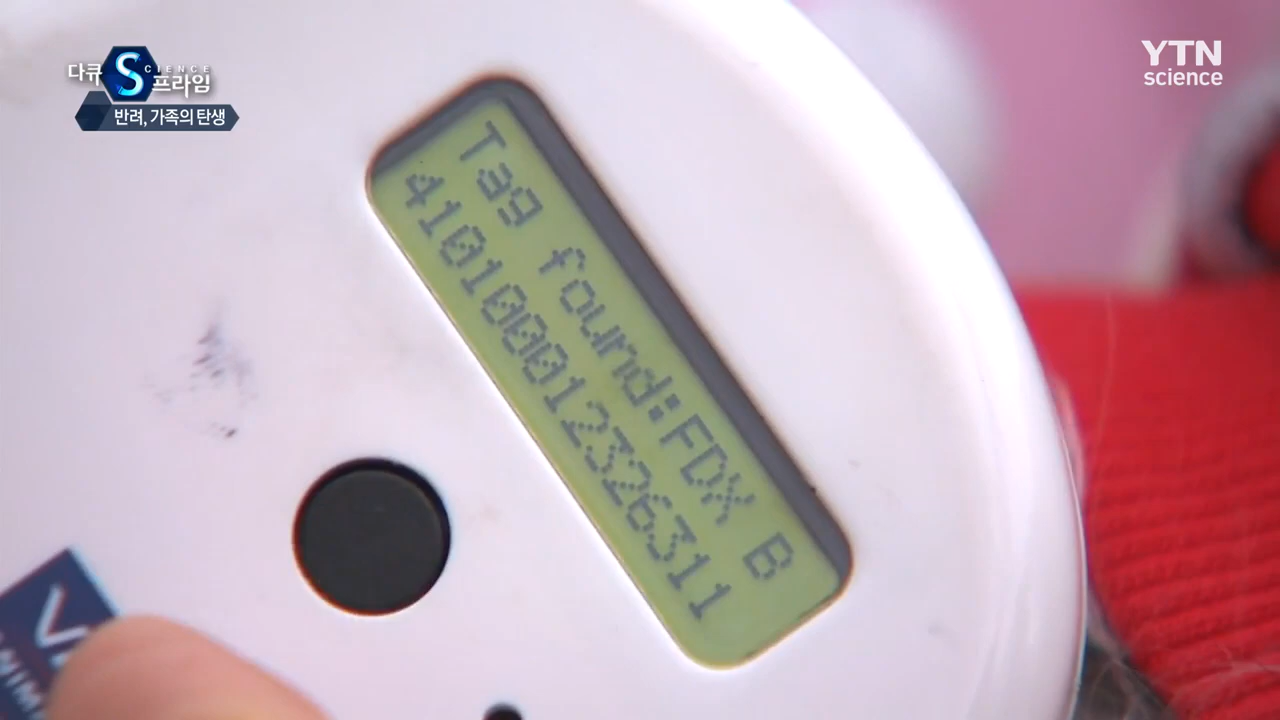 다큐 SCIENCE 프라임
반려, 가족의 탄생
YTN
science
Tag found:FDX B
410100012326311